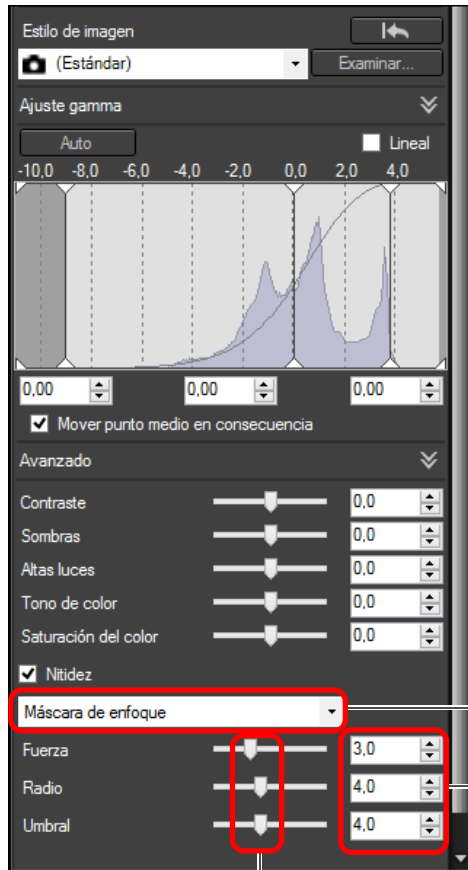 Estilo de imagen
(Estándar) Examinar...
Ajuste gamma
Auto Lineal
-10,0 -8,0 -6,0 -4,0 -2,0 0,0 2,0 4,0
0,00 0,00 0,00
Mover punto medio en consecuencia
Avanzado
Contraste 0,0
Sombras 0,0
Altas luces 0,0
Tono de color 0,0
Saturación del color 0,0
Nitidez
Máscara de enfoque
Fuerza 3,0
Radio 4,0
Umbral 4,0